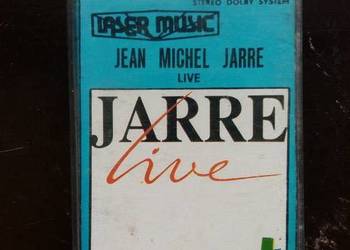 STEREO DOLBY SYSTEM
LASER MUSIC
JEAN MICHEL JARRE
LIVE
JARRE
live